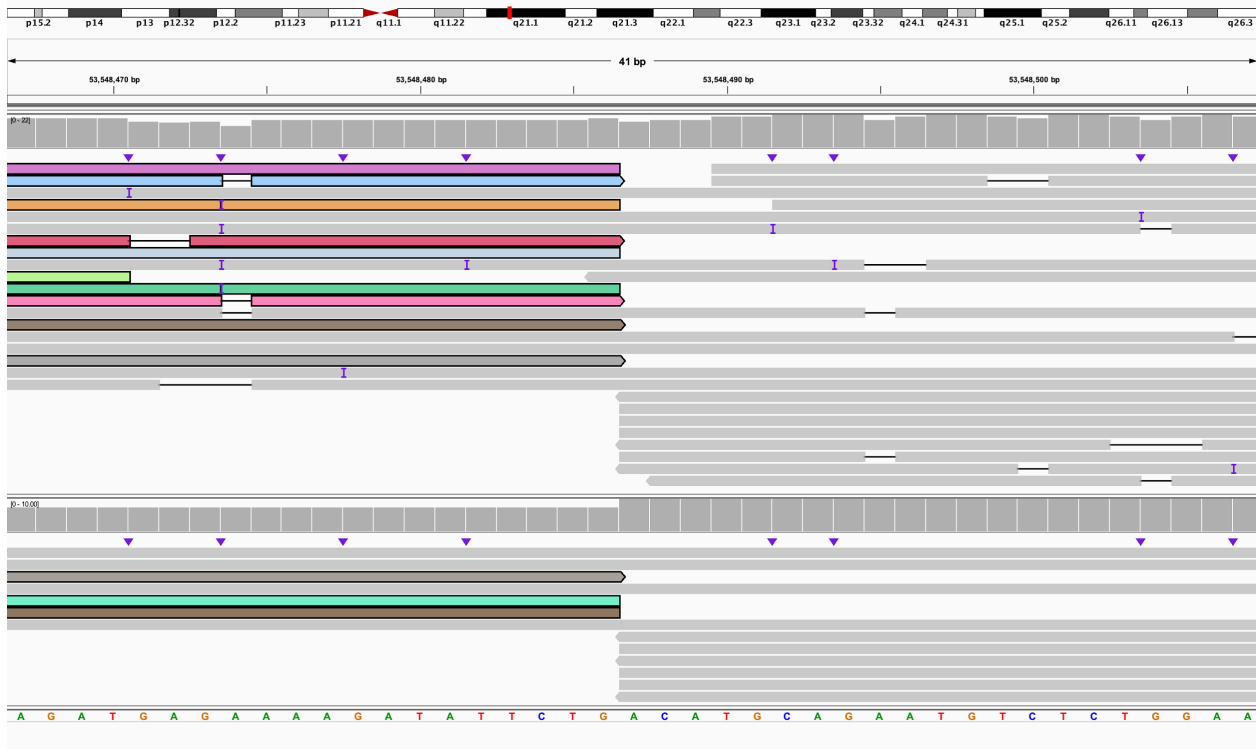 p15.2 p14 p13 p12.32 p12.2 p11.23 p11.21 q11.1 q11.22 q21.1 q21.2 q21.3 q22.1 q22.3 q23.1 q23.2 q23.32 q24.1 q24.31 q25.1 q25.2 q26.11 q26.13 q26.3
41 bp
53,548,470 bp 53,548,480 bp 53,548,490 bp 53,548,500 bp
[0 - 22]
I
I
I I
I I
I I I
I
I
[0 - 10.00]
A G A T G A G A A A A G A T A T T C T G A C A T G C A G A A T G T C T C T G G A A